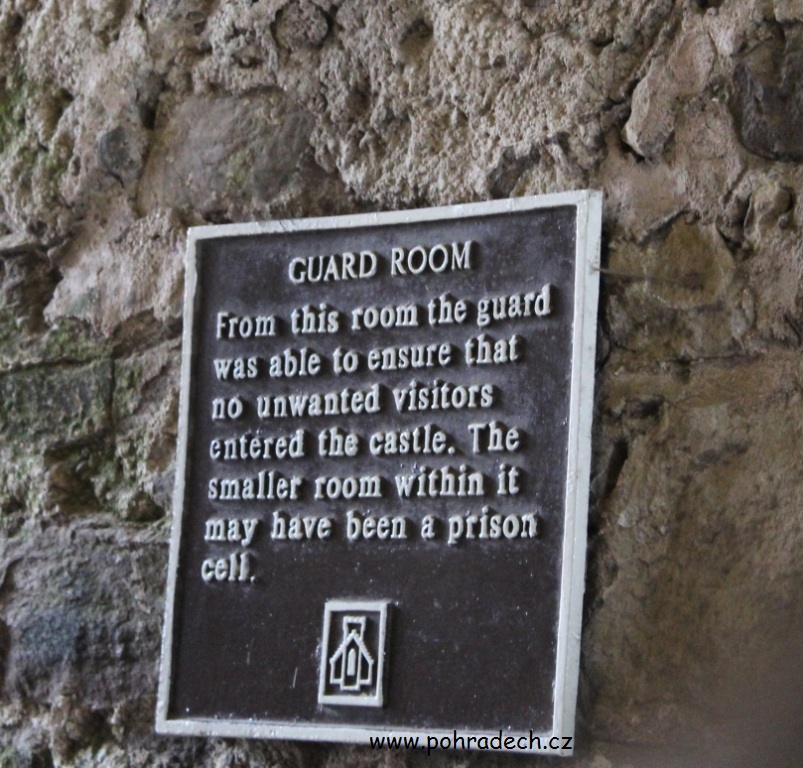 GUARD ROOM
From this room the guard
was able to ensure that
no unwanted visitors
entered the castle. The
smaller room within it
may have been a prison
cell.
www.pohradech.cz